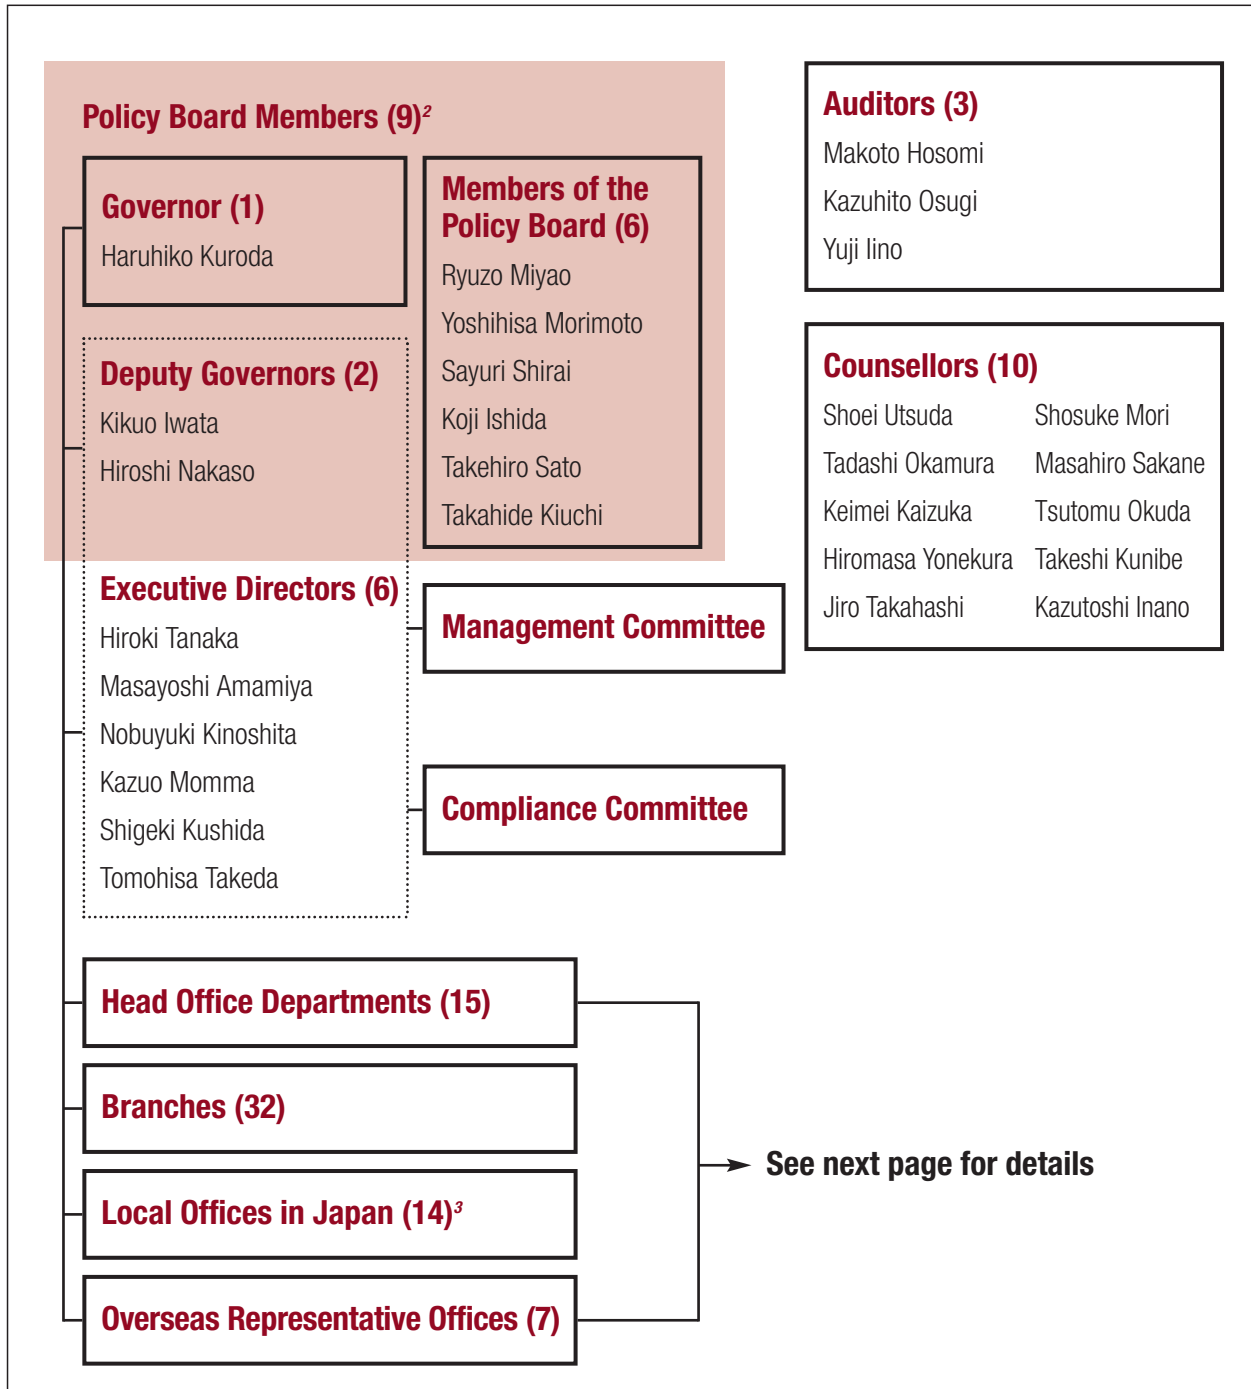 Policy Board Members (9)2
Governor (1)
Haruhiko Kuroda
Members of the
Policy Board (6)
Ryuzo Miyao
Yoshihisa Morimoto
Sayuri Shirai
Koji Ishida
Takehiro Sato
Takahide Kiuchi
Deputy Governors (2)
Kikuo Iwata
Hiroshi Nakaso
Executive Directors (6)
Hiroki Tanaka
Masayoshi Amamiya
Nobuyuki Kinoshita
Kazuo Momma
Shigeki Kushida
Tomohisa Takeda
Management Committee
Compliance Committee
Auditors (3)
Makoto Hosomi
Kazuhito Osugi
Yuji Iino
Counsellors (10)
Shoei Utsuda
Tadashi Okamura
Keimei Kaizuka
Hiromasa Yonekura
Jiro Takahashi
Shosuke Mori
Masahiro Sakane
Tsutomu Okuda
Takeshi Kunibe
Kazutoshi Inano
Head Office Departments (15)
Branches (32)
Local Offices in Japan (14)3
Overseas Representative Offices (7)
See next page for details